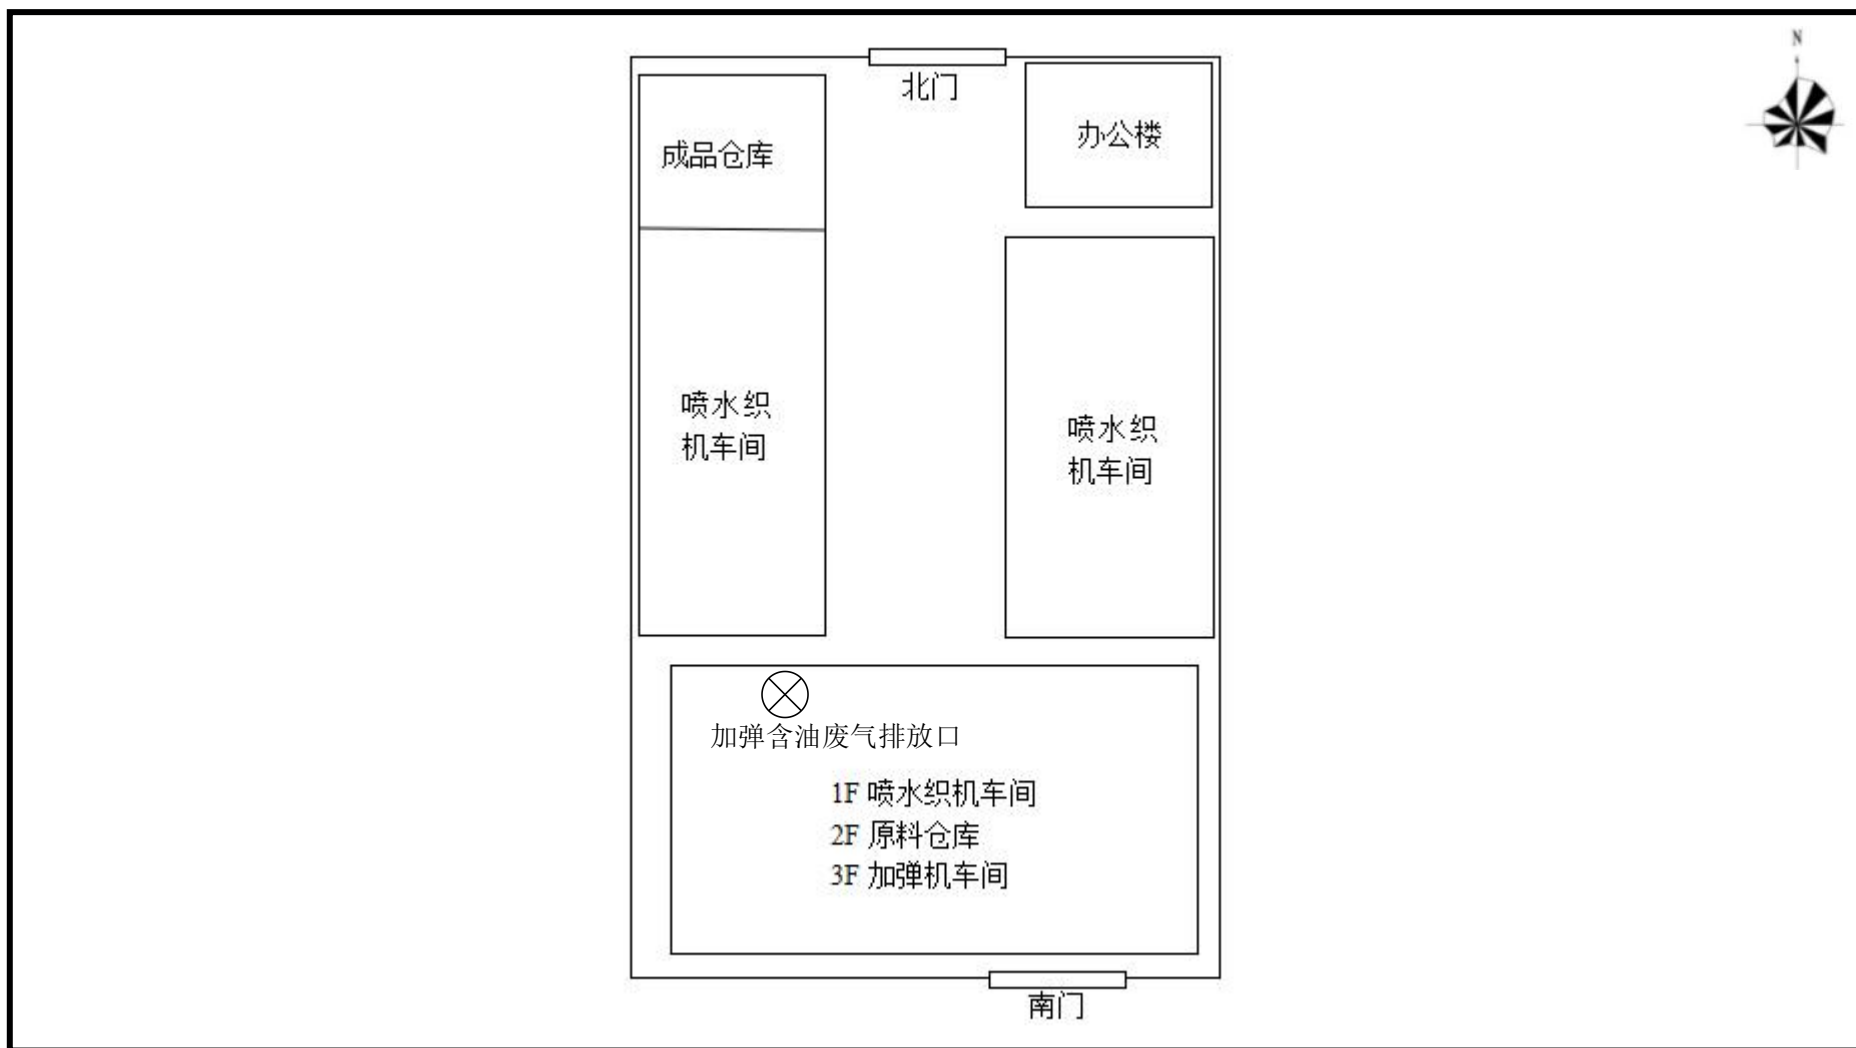 N
北门
办公楼
成品仓库
喷水织
机车间
喷水织
机车间
加弹含油废气排放口
1F 喷水织机车间
2F 原料仓库
3F 加弹机车间
南门